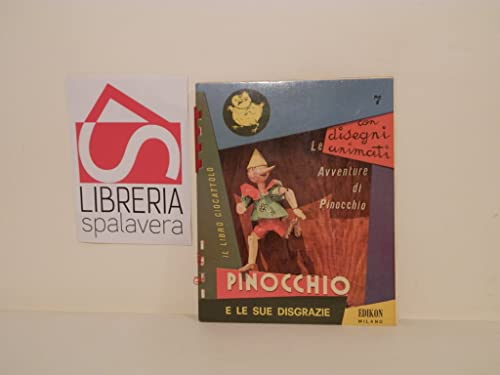 LIBRERIA
spalavera
7
con
disegni
animati
Le
Avventure
di
Pinocchio
IL LIBRO GIOCATTOLO
PINOCCHIO
E LE SUE DISGRAZIE
EDIKON
MILANO